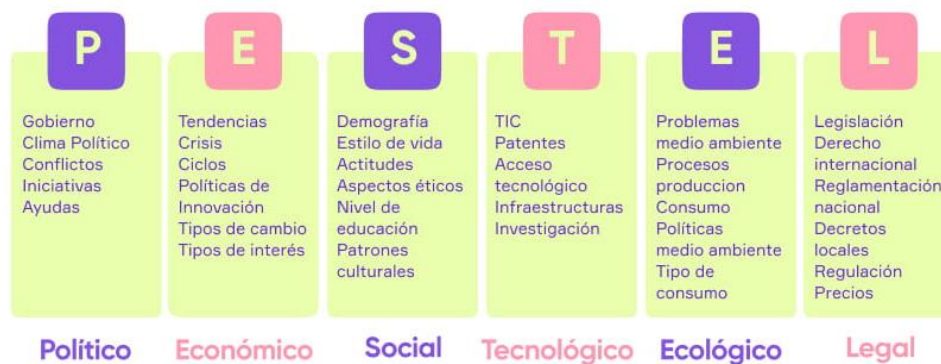 P
Gobierno
Clima Político
Conflictos
Iniciativas
Ayudas
Político
E
Tendencias
Crisis
Ciclos
Políticas de
Innovación
Tipos de cambio
Tipos de interés
Económico
S
Demografía
Estilo de vida
Actitudes
Aspectos éticos
Nivel de
educación
Patrones
culturales
Social
T
TIC
Patentes
Acceso
tecnológico
Infraestructuras
Investigación
Tecnológico
E
Problemas
medio ambiente
Procesos
produccion
Consumo
Políticas
medio ambiente
Tipo de
consumo
Ecológico
L
Legislación
Derecho
internacional
Reglamentación
nacional
Decretos
locales
Regulación
Precios
Legal